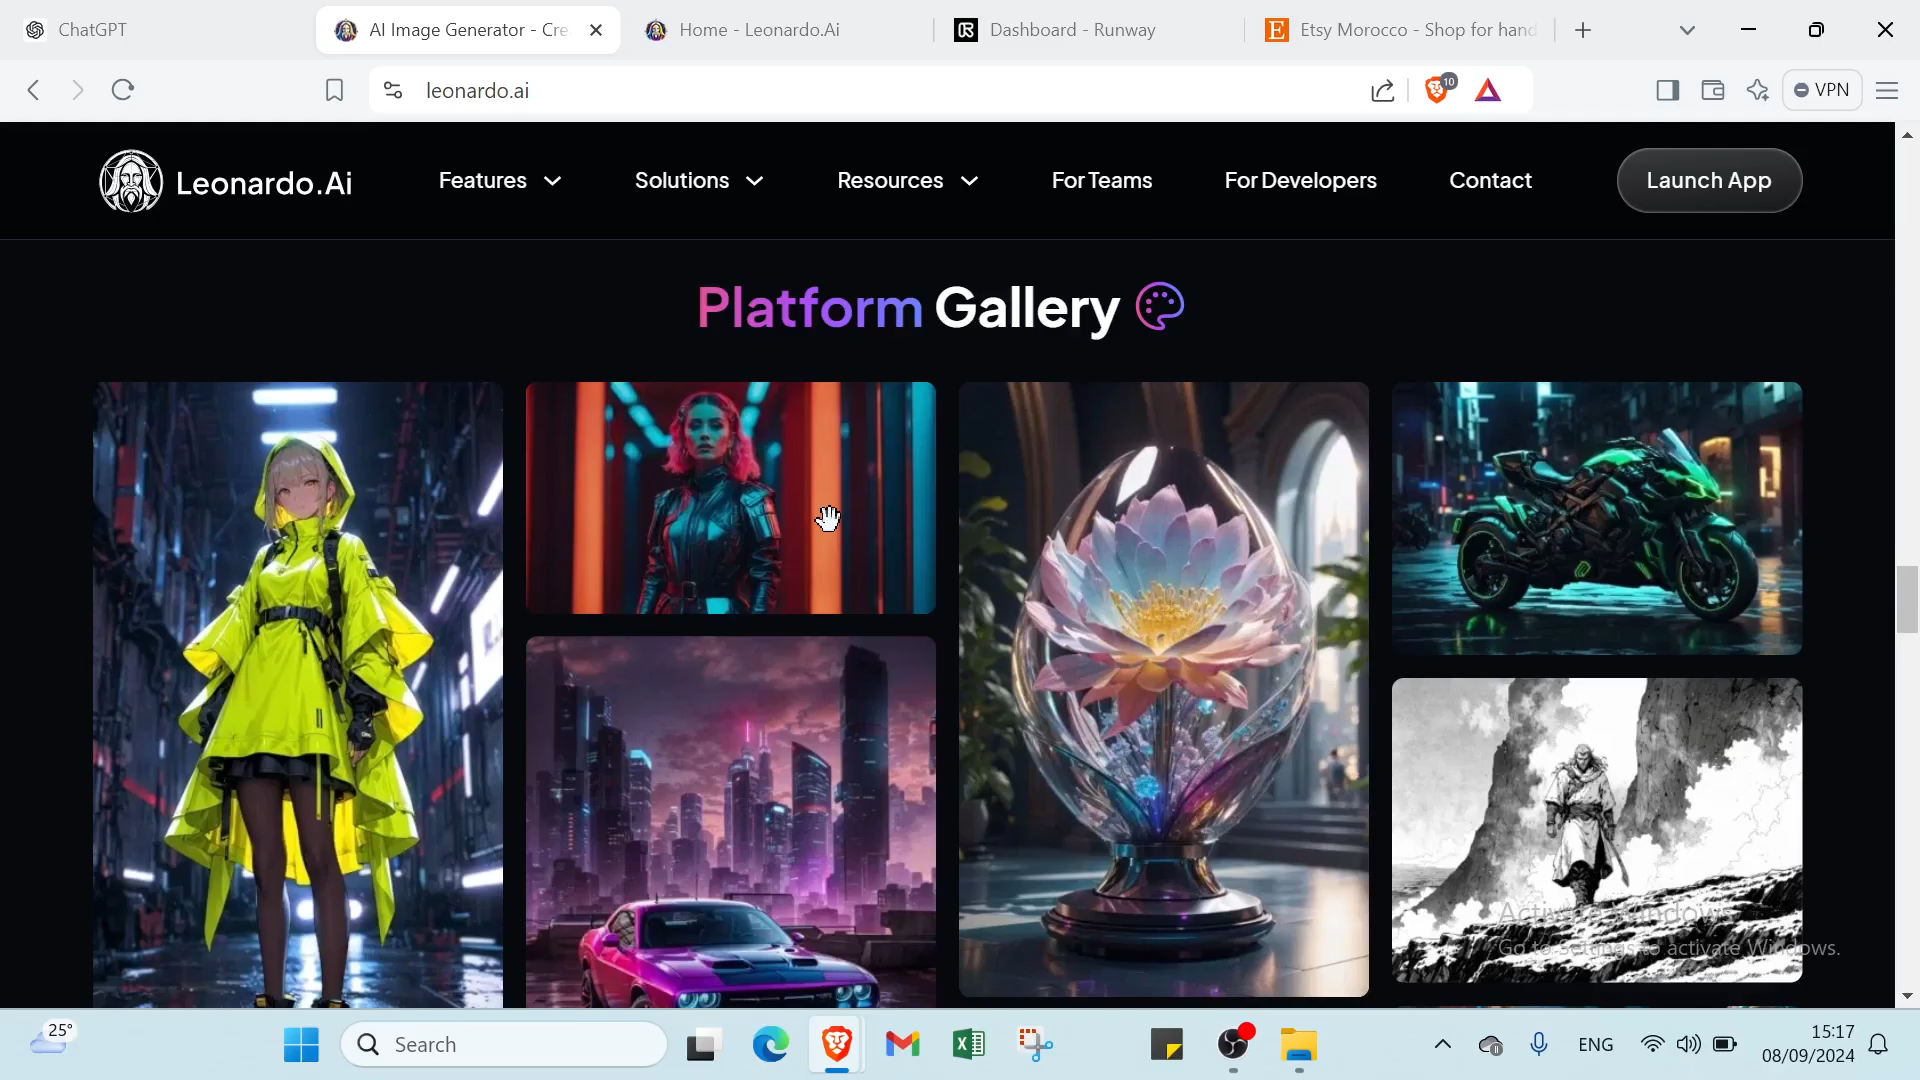 ChatGPT
AI Image Generator - Cre
Home - Leonardo.Ai
Dashboard - Runway
Etsy Morocco - Shop for hand
leonardo.ai
10
VPN
Leonardo.Ai
Features
Solutions
Resources
For Teams
For Developers
Contact
Launch App
Platform Gallery
Activate Windows
Go to Settings to activate Windows.
25°
Search
ENG
15:17
08/09/2024